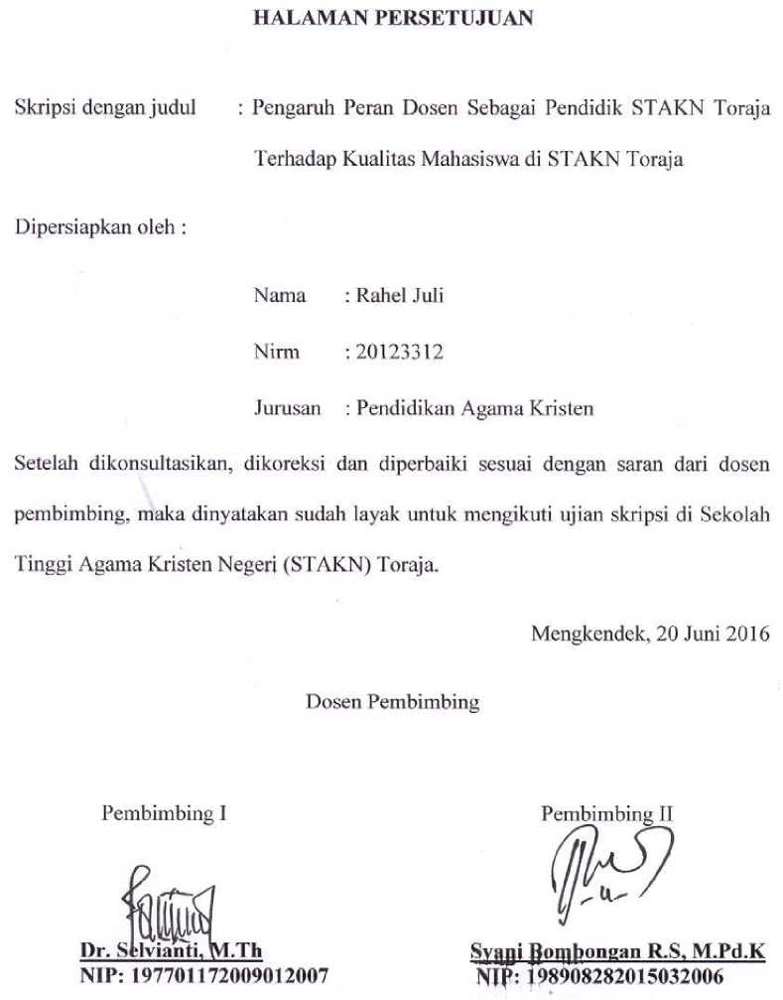 HALAMAN PERSETUJUAN
Skripsi dengan judul : Pengaruh Peran Dosen Sebagai Pendidik STAKN Toraja
Terhadap Kualitas Mahasiswa di STAKN Toraja
Dipersiapkan oleh :
Nama : Rahel Juli
Nirm : 20123312
Jurusan : Pendidikan Agama Kristen
Setelah dikonsultasikan, dikoreksi dan diperbaiki sesuai dengan saran dari dosen
pembimbing, maka dinyatakan sudah layak untuk mengikuti ujian skripsi di Sekolah
Tinggi Agama Kristen Negeri (STAKN) Toraja.
Mengkendek, 20 Juni 2016
Dosen Pembimbing
Pembimbing I Pembimbing II
Dr. Selvianti, M.Th Syani Bombongan R.S, M.Pd.K
NIP: 197701172009012007 NIP: 198908282015032006